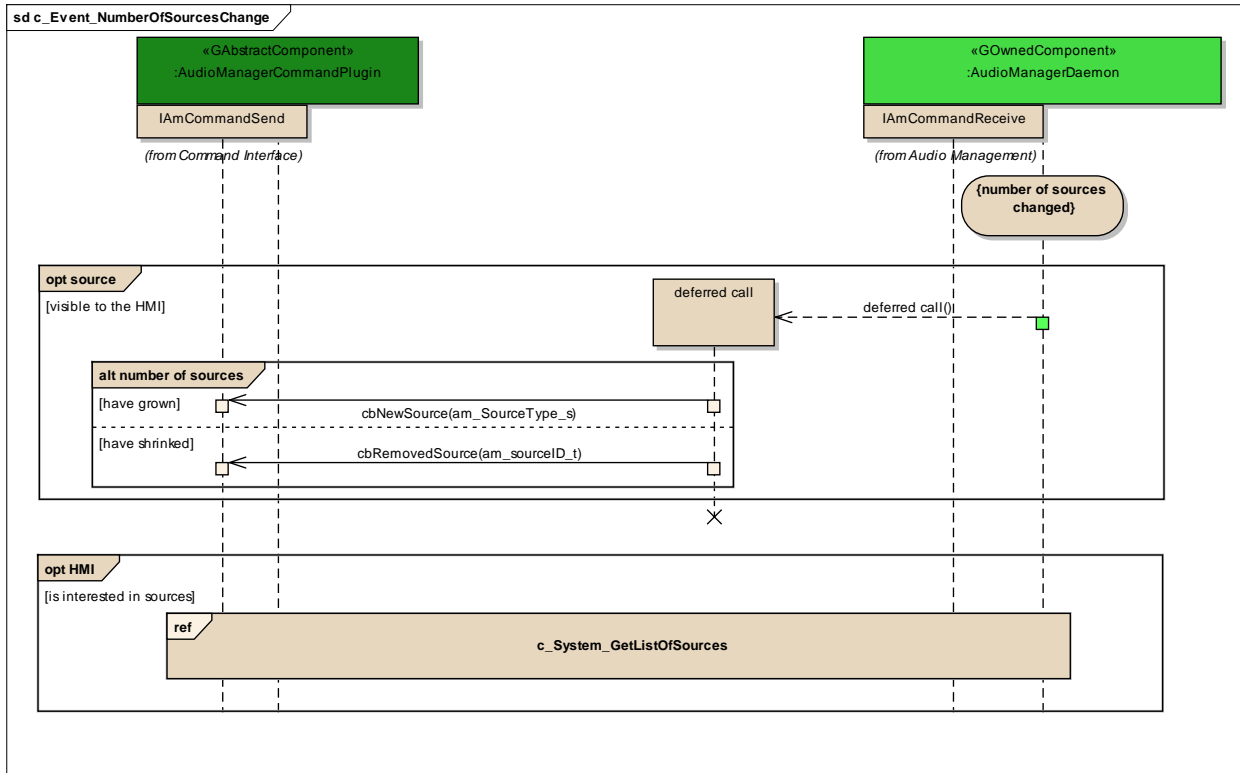 sd c_Event_NumberOfSourcesChange
«GAbstractComponent»
:AudioManagerCommandPlugin
«GOwnedComponent»
:AudioManagerDaemon
IAmCommandSend
IAmCommandReceive
(from Command Interface)
(from Audio Management)
{number of sources
changed}
opt source
[visible to the HMI]
deferred call
deferred call()
alt number of sources
[have grown]
cbNewSource(am_SourceType_s)
[have shrinked]
cbRemovedSource(am_sourceID_t)
opt HMI
[is interested in sources]
ref
c_System_GetListOfSources